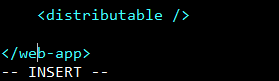 <distributable />
</web-app>
-- INSERT --